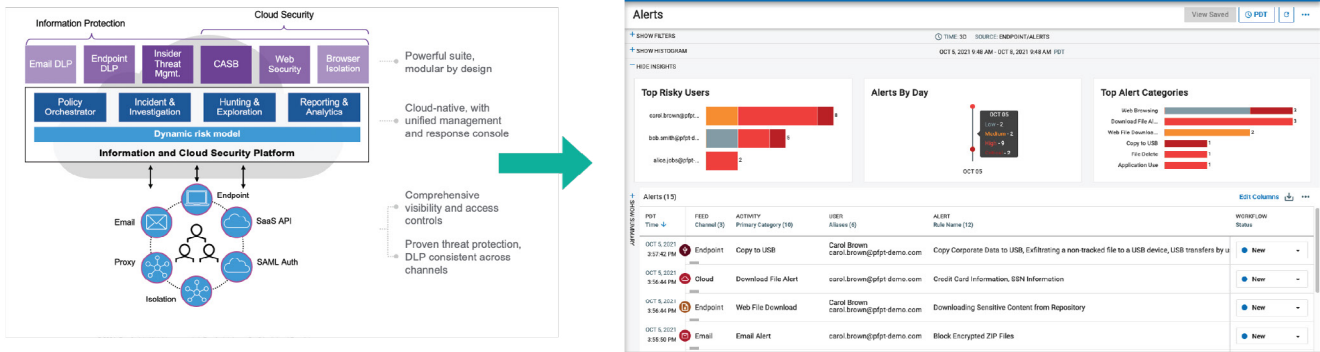 Information Protection
Cloud Security
Email DLP
Endpoint
DLP
Insider
Threat
Mgmt.
CASB
Web
Security
Browser
Isolation
Powerful suite,
modular by design
Policy
Orchestrator
Incident &
Investigation
Hunting &
Exploration
Reporting &
Analytics
Dynamic risk model
Information and Cloud Security Platform
Cloud-native, with
unified management
and response console
Endpoint
Email
SaaS API
Proxy
SAML Auth
Isolation
Comprehensive
visibility and access
controls
Proven threat protection,
DLP consistent across
channels
Alerts
View Saved
PDT
SHOW FILTERS
TIME: 3D SOURCE: ENDPOINT/ALERTS
SHOW HISTOGRAM
OCT 5, 2021 9:48 AM - OCT 8, 2021 9:48 AM PDT
HIDE INSIGHTS
Top Risky Users
carol.brown@pfpt...
8
bob.smith@pfpt-d...
5
alice.jobs@pfpt-...
2
Alerts By Day
OCT 05
Low - 2
Medium - 2
High - 9
- 2
OCT 05
Top Alert Categories
Web Browsing
3
Download File Al...
3
Web File Downloa...
2
Copy to USB
1
File Delete
1
Application Use
1
SHOW SUMMARY
Alerts (15)
Edit Columns
PDT
Time
FEED
Channel (3)
ACTIVITY
Primary Category (10)
USER
Aliases (6)
ALERT
Rule Name (12)
WORKFLOW
Status
OCT 5, 2021
3:57:42 PM
Endpoint
Copy to USB
Carol Brown
carol.brown@pfpt-demo.com
Copy Corporate Data to USB, Exfiltrating a non-tracked file to a USB device, USB transfers by u
New
OCT 5, 2021
3:56:44 PM
Cloud
Download File Alert
carol.brown@pfpt-demo.com
Credit Card Information, SSN Information
New
OCT 5, 2021
3:56:44 PM
Endpoint
Web File Download
Carol Brown
carol.brown@pfpt-demo.com
Downloading Sensitive Content from Repository
New
OCT 5, 2021
3:55:50 PM
Email
Email Alert
carol.brown@pfpt-demo.com
Block Encrypted ZIP Files
New